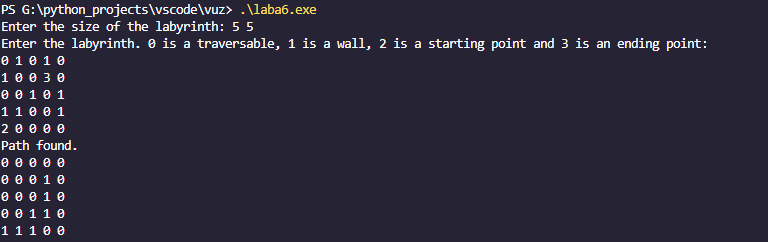 PS G:\python_projects\vscode\vuz> .\laba6.exe
Enter the size of the labyrinth: 5 5
Enter the labyrinth. 0 is a traversable, 1 is a wall, 2 is a starting point and 3 is an ending point:
0 1 0 1 0
1 0 0 3 0
0 0 1 0 1
1 1 0 0 1
2 0 0 0 0
Path found.
0 0 0 0 0
0 0 0 1 0
0 0 0 1 0
0 0 1 1 0
1 1 1 0 0